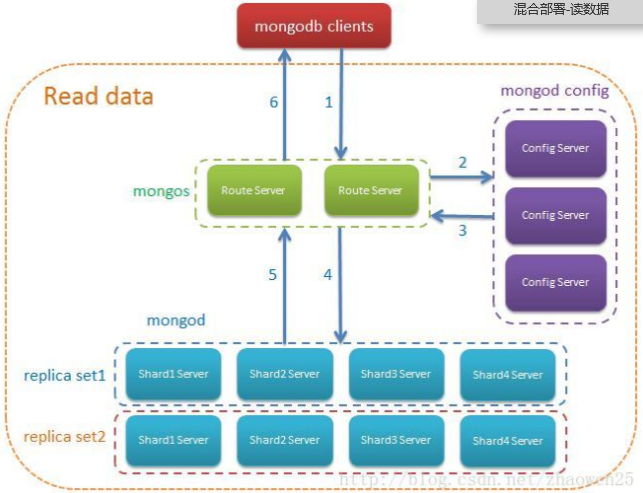 混合部署-读数据
mongodb clients
Read data
6
1
mongod config
Config Server
mongos
Route Server
Route Server
2
Config Server
3
5
4
Config Server
mongod
replica set1
Shard1 Server
Shard2 Server
Shard3 Server
Shard4 Server
replica set2
Shard1 Server
Shard2 Server
Shard3 Server
Shard4 Server
http://blog.csdn.net/zhaowen25